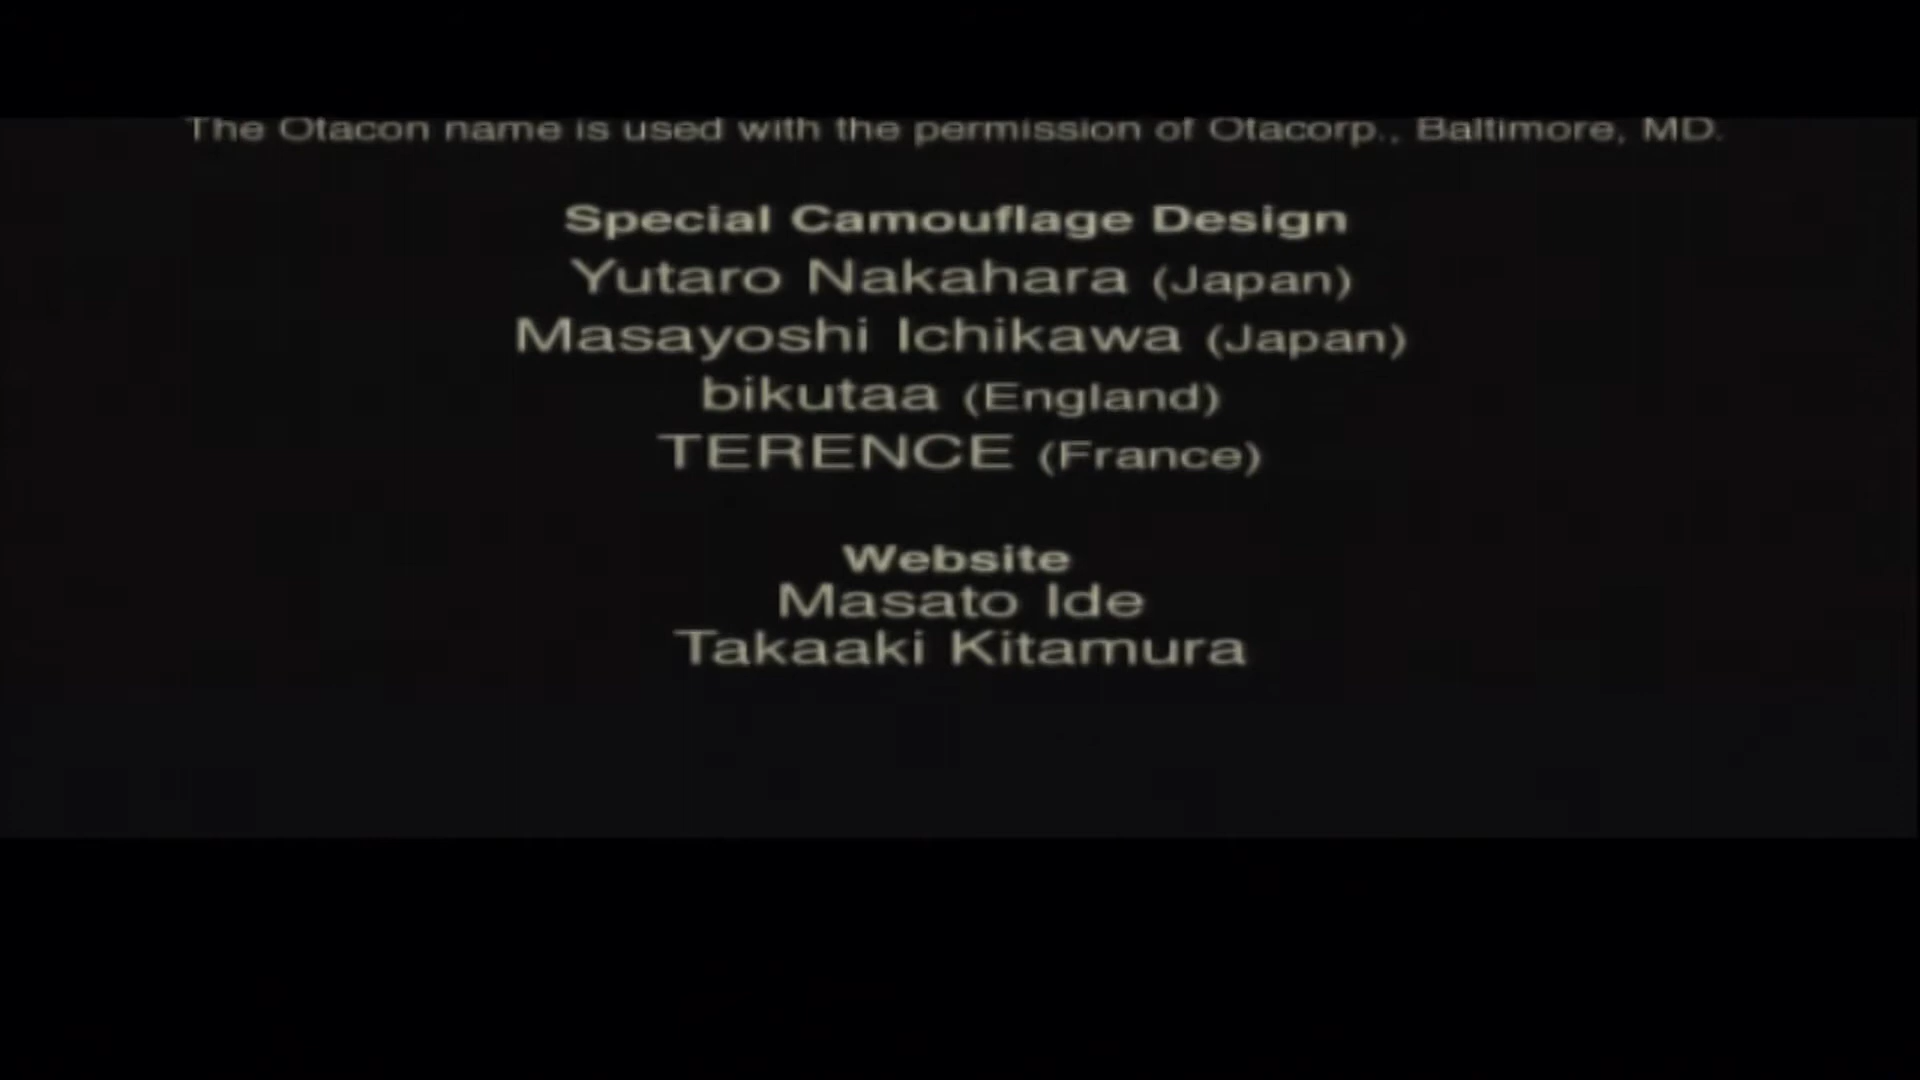 The Otacon name is used with the permission of Otacorp., Baltimore, MD.
Special Camouflage Design
Yutaro Nakahara (Japan)
Masayoshi Ichikawa (Japan)
bikutaa (England)
TERENCE (France)
Website
Masato Ide
Takaaki Kitamura